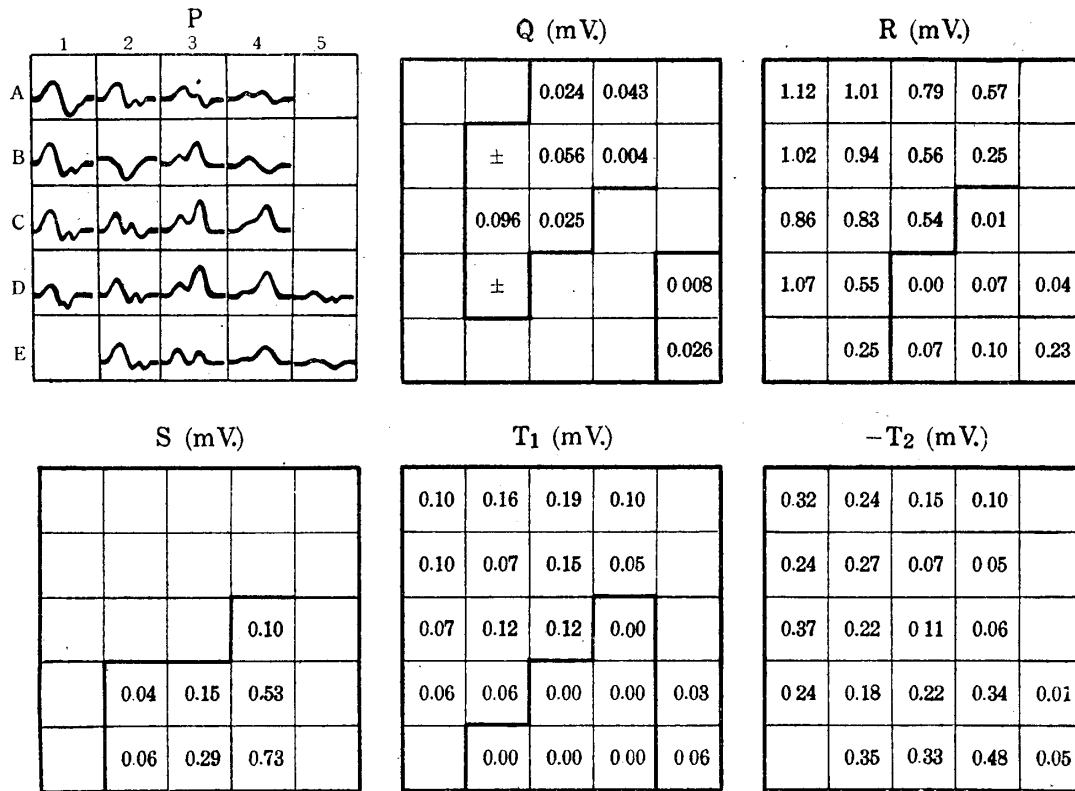 P
1 2 3 4 5
A
B
C
D
E
Q (mV.)
0.024 0.043
± 0.056 0.004
0.096 0.025
± 0 008
0.026
R (mV.)
1.12 1.01 0.79 0.57
1.02 0.94 0.56 0.25
0.86 0.83 0.54 0.01
1.07 0.55 0.00 0.07 0.04
0.25 0.07 0.10 0.23
S (mV.)
0.10
0.04 0.15 0.53
0.06 0.29 0.73
T₁ (mV.)
0.10 0.16 0.19 0.10
0.10 0.07 0.15 0.05
0.07 0.12 0.12 0.00
0.06 0.06 0.00 0.00 0.03
0.00 0.00 0 00 0 06
−T₂ (mV.)
0.32 0.24 0.15 0.10
0.24 0.27 0.07 0 05
0.37 0.22 0 11 0.06
0 24 0.18 0.22 0.34 0.01
0.35 0.33 0.48 0.05